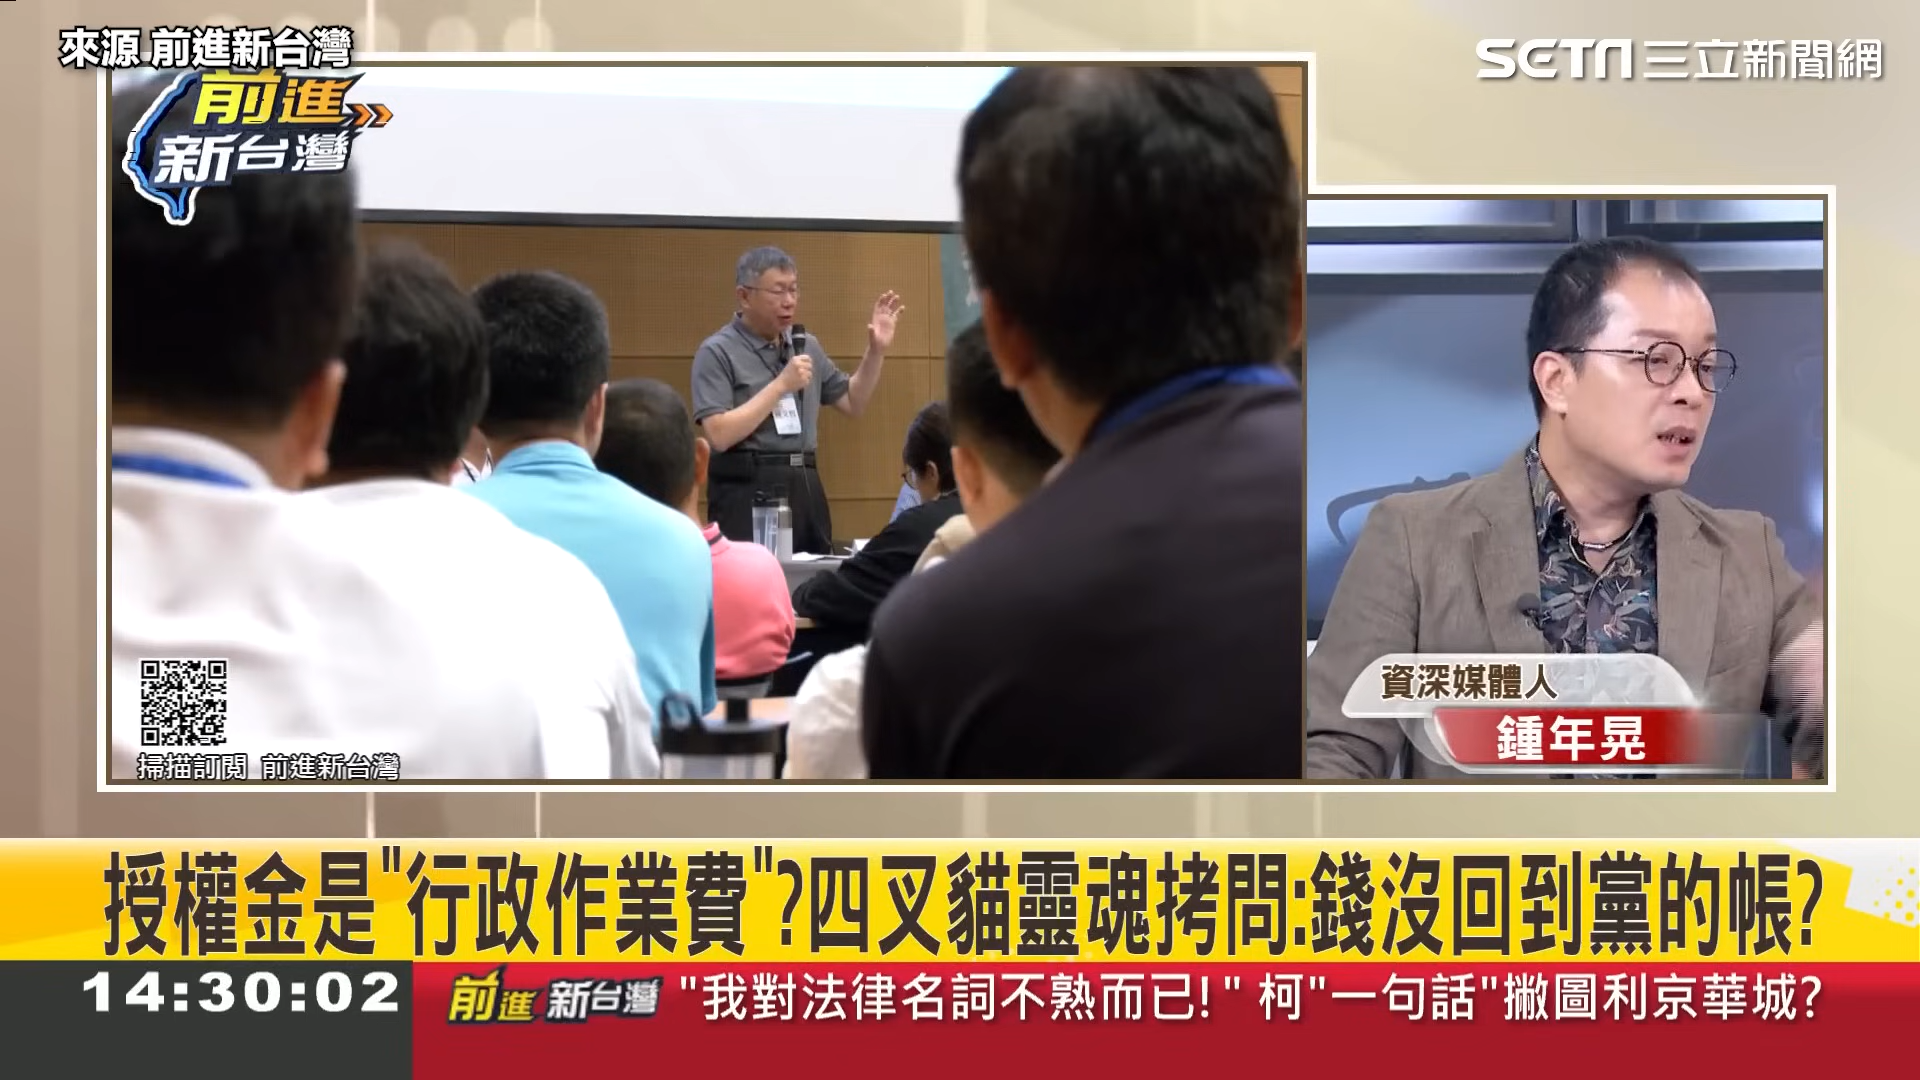 來源 前進新台灣
SETN三立新聞網
前進
新台灣
資深媒體人
鍾年晃
掃描訂閱 前進新台灣
授權金是"行政作業費"?四叉貓靈魂拷問:錢沒回到黨的帳?
14:30:02
前進新台灣 "我對法律名詞不熟而已!" 柯"一句話"撇圖利京華城?